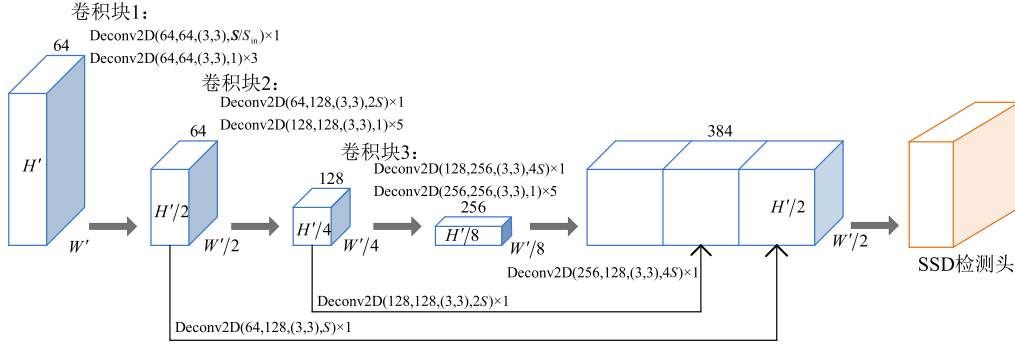 卷积块1：
64
Deconv2D(64,64,(3,3),S/Sin)×1
Deconv2D(64,64,(3,3),1)×3
卷积块2：
64
Deconv2D(64,128,(3,3),2S)×1
Deconv2D(128,128,(3,3),1)×5
卷积块3：
128
Deconv2D(128,256,(3,3),4S)×1
Deconv2D(256,256,(3,3),1)×5
256
384
H′
W′
H′/2
W′/2
H′/4
W′/4
H′/8
W′/8
H′/2
W′/2
SSD检测头
Deconv2D(256,128,(3,3),4S)×1
Deconv2D(128,128,(3,3),2S)×1
Deconv2D(64,128,(3,3),S)×1